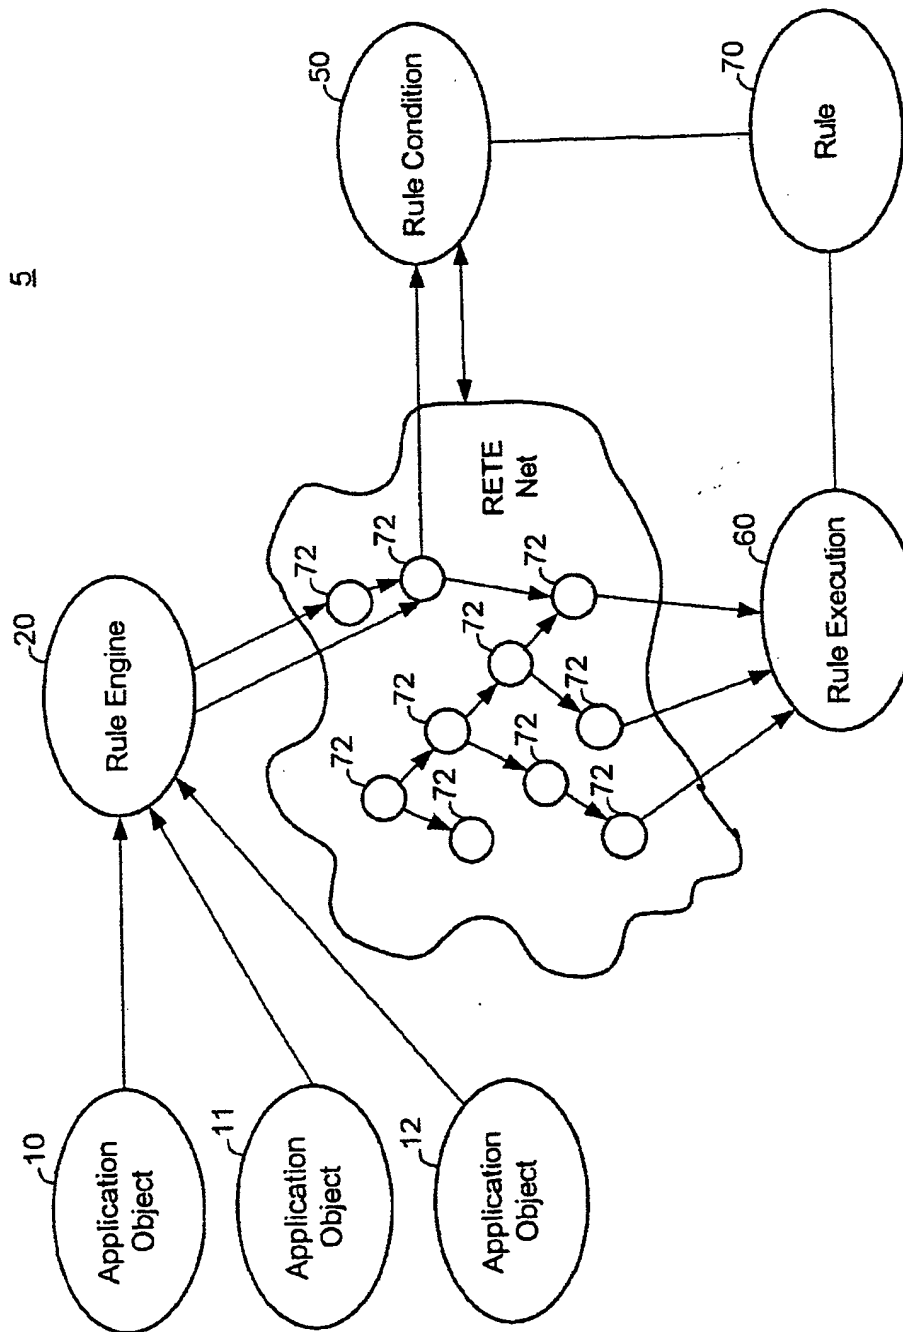 5
10
Application
Object
11
Application
Object
12
Application
Object
20
Rule Engine
50
Rule Condition
70
Rule
60
Rule Execution
RETE
Net
72
72
72
72
72
72
72
72
72
72